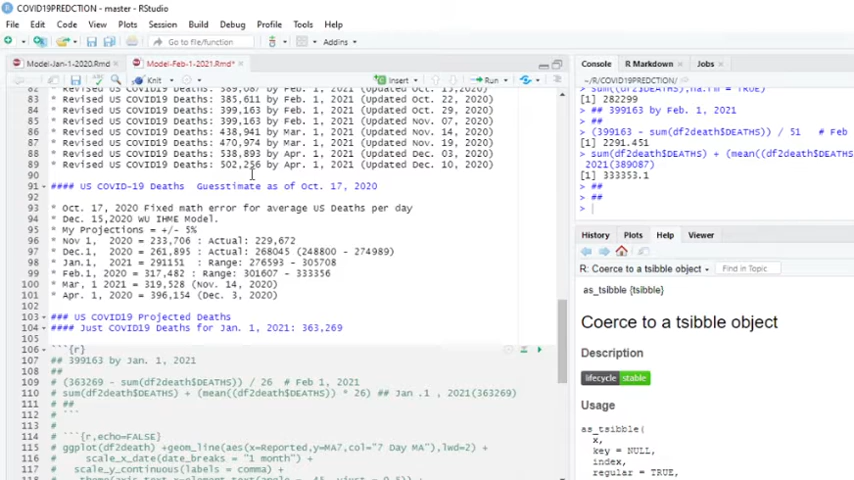 COVID19PREDCTION - master - RStudio
File Edit Code View Plots Session Build Debug Profile Tools Help
Go to file/function Addins
Model-Jan-1-2020.Rmd Model-Feb-1-2021.Rmd*
Knit Insert Run
83 * Revised US COVID19 Deaths: 385,611 by Feb. 1, 2021 (Updated Oct. 22, 2020)
84 * Revised US COVID19 Deaths: 399,163 by Feb. 1, 2021 (Updated Oct. 29, 2020)
85 * Revised US COVID19 Deaths: 399,163 by Feb. 1, 2021 (Updated Nov. 07, 2020)
86 * Revised US COVID19 Deaths: 438,941 by Mar. 1, 2021 (Updated Nov. 14, 2020)
87 * Revised US COVID19 Deaths: 470,974 by Mar. 1, 2021 (Updated Nov. 19, 2020)
88 * Revised US COVID19 Deaths: 538,893 by Apr. 1, 2021 (Updated Dec. 03, 2020)
89 * Revised US COVID19 Deaths: 502,256 by Apr. 1, 2021 (Updated Dec. 10, 2020)
90
91 #### US COVID-19 Deaths Guesstimate as of Oct. 17, 2020
92
93 * Oct. 17, 2020 Fixed math error for average US Deaths per day
94 * Dec. 15,2020 WU IHME Model.
95 * My Projections = +/- 5%
96 * Nov 1, 2020 = 233,706 : Actual: 229,672
97 * Dec.1, 2020 = 261,895 : Actual: 268045 (248800 - 274989)
98 * Jan.1, 2021 = 291151 : Range: 276593 - 305708
99 * Feb.1, 2020 = 317,482 : Range: 301607 - 333356
100 * Mar, 1 2021 = 319,528 (Nov. 14, 2020)
101 * Apr. 1, 2020 = 396,154 (Dec. 3, 2020)
102
103 ### US COVID19 Projected Deaths
104 #### Just COVID19 Deaths for Jan. 1, 2021: 363,269
105
106 ```{r}
107 ## 399163 by Jan. 1, 2021
108 ##
109 # (363269 - sum(df2death$DEATHS)) / 26 # Feb 1, 2021
110 # sum(df2death$DEATHS) + (mean((df2death$DEATHS)) * 26) ## Jan .1 , 2021(363269)
111 # ##
112 # ```
113 #
114 # ```{r,echo=FALSE}
115 # ggplot(df2death) +geom_line(aes(x=Reported,y=MA7,col="7 Day MA"),lwd=2) +
116 # scale_x_date(date_breaks = "1 month") +
117 # scale_y_continuous(labels = comma) +
Console R Markdown Jobs
~/R/COVID19PREDCTION/
[1] 282299
> ## 399163 by Feb. 1, 2021
> ##
> (399163 - sum(df2death$DEATHS)) / 51 # Feb
[1] 2291.451
> sum(df2death$DEATHS) + (mean((df2death$DEATHS
2021(389087)
[1] 333353.1
> ##
> ##
>
Files Plots Help Viewer
R: Coerce to a tsibble object Find in Topic
as_tsibble {tsibble}
Coerce to a tsibble object
Description
lifecycle stable
Usage
as_tsibble(
x,
key = NULL,
index,
regular = TRUE,